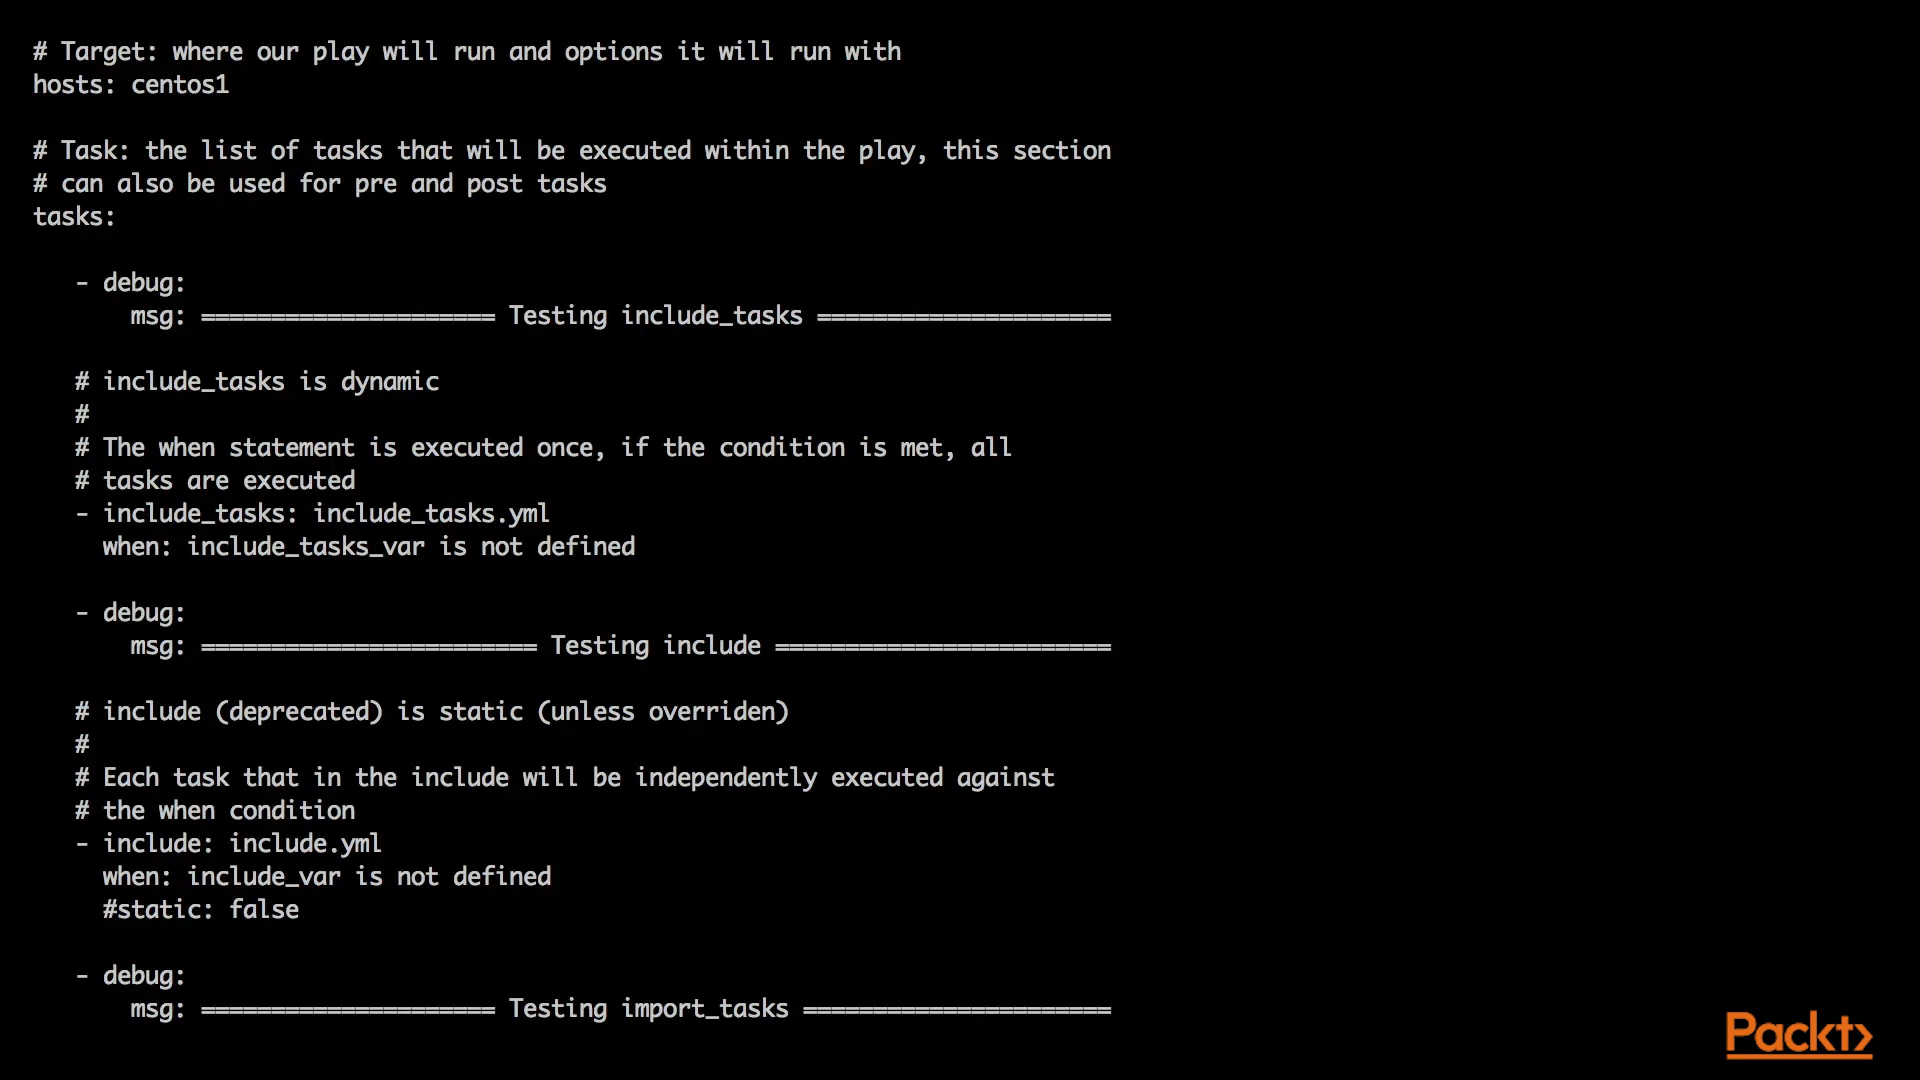 # Target: where our play will run and options it will run with
hosts: centos1
# Task: the list of tasks that will be executed within the play, this section
# can also be used for pre and post tasks
tasks:
- debug:
msg: ===================== Testing include_tasks =====================
# include_tasks is dynamic
#
# The when statement is executed once, if the condition is met, all
# tasks are executed
- include_tasks: include_tasks.yml
when: include_tasks_var is not defined
- debug:
msg: ======================== Testing include ========================
# include (deprecated) is static (unless overriden)
#
# Each task that in the include will be independently executed against
# the when condition
- include: include.yml
when: include_var is not defined
#static: false
- debug:
msg: ===================== Testing import_tasks ======================
Packt>